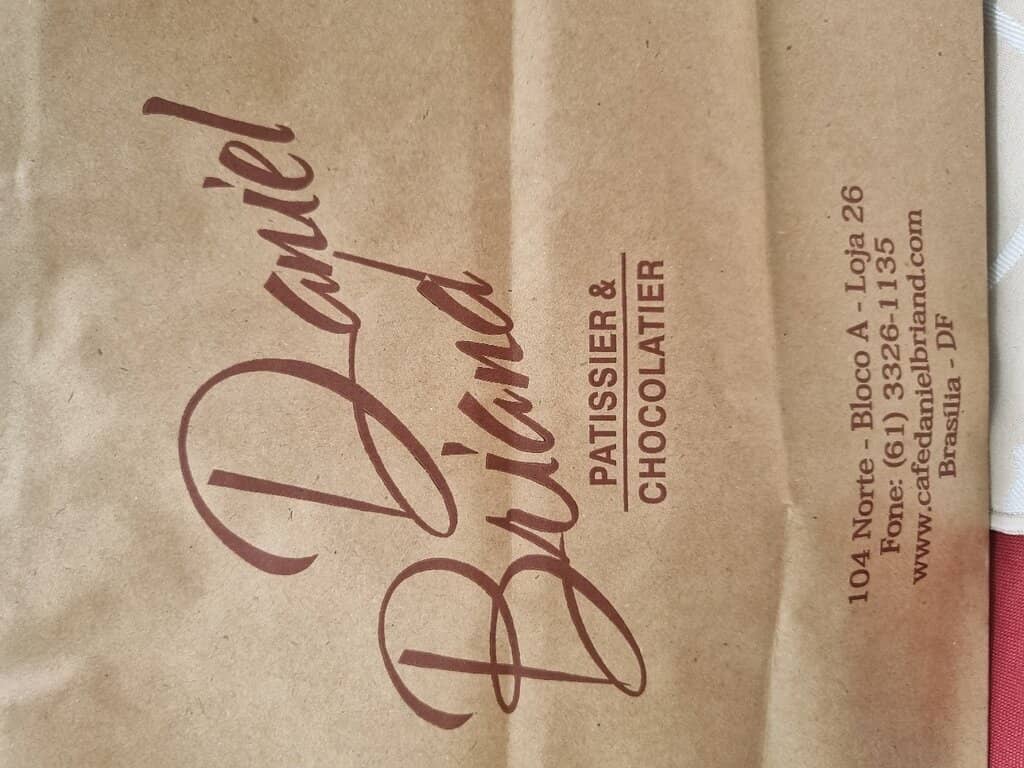 Daniel
Briand
PATISSIER &
CHOCOLATIER
104 Norte - Bloco A - Loja 26
Fone: (61) 3326-1135
www.cafedanielbriand.com
Brasília - DF